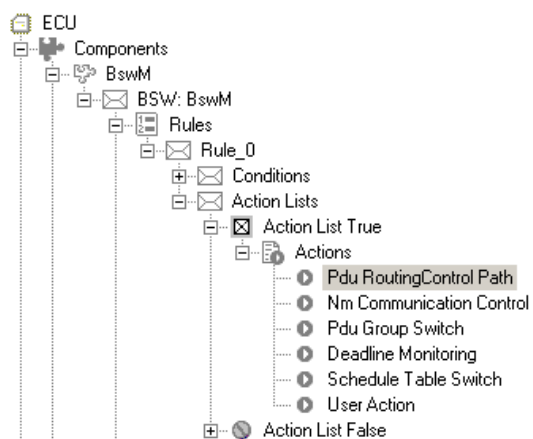 ECU
Components
BswM
BSW: BswM
Rules
Rule_0
Conditions
Action Lists
Action List True
Actions
Pdu RoutingControl Path
Nm Communication Control
Pdu Group Switch
Deadline Monitoring
Schedule Table Switch
User Action
Action List False